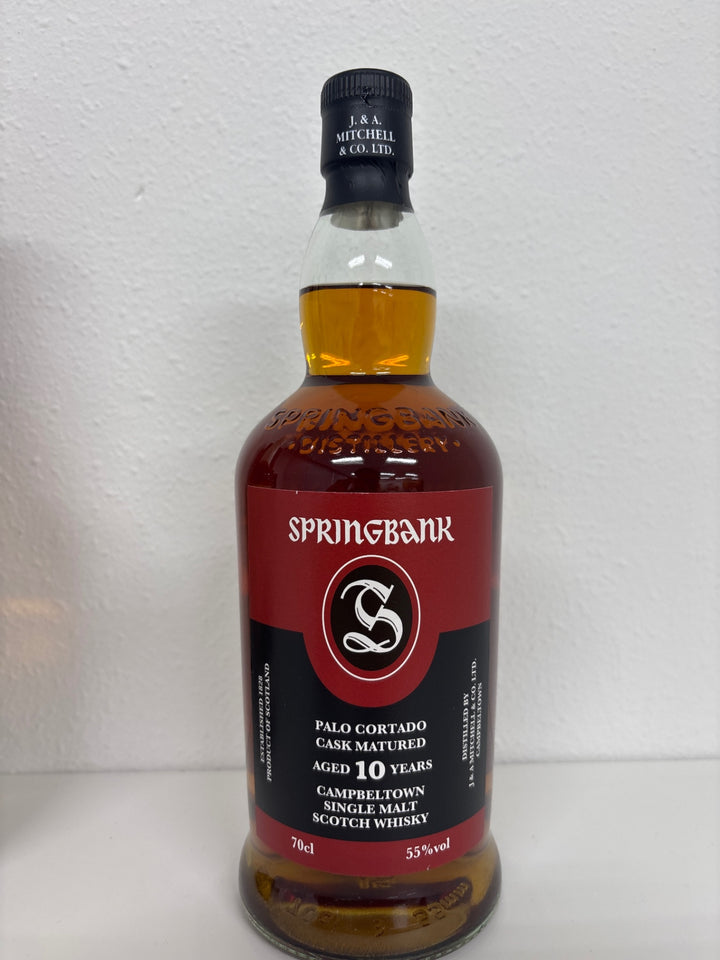 J. & A.
MITCHELL
& CO. LTD.
SPRINGBANK
· DISTILLERY ·
SPRINGBANK
S
PALO CORTADO
CASK MATURED
AGED 10 YEARS
CAMPBELTOWN
SINGLE MALT
SCOTCH WHISKY
70cl
55%vol
ESTABLISHED 1828
PRODUCT OF SCOTLAND
DISTILLED BY
J & A MITCHELL & CO. LTD.
CAMPBELTOWN